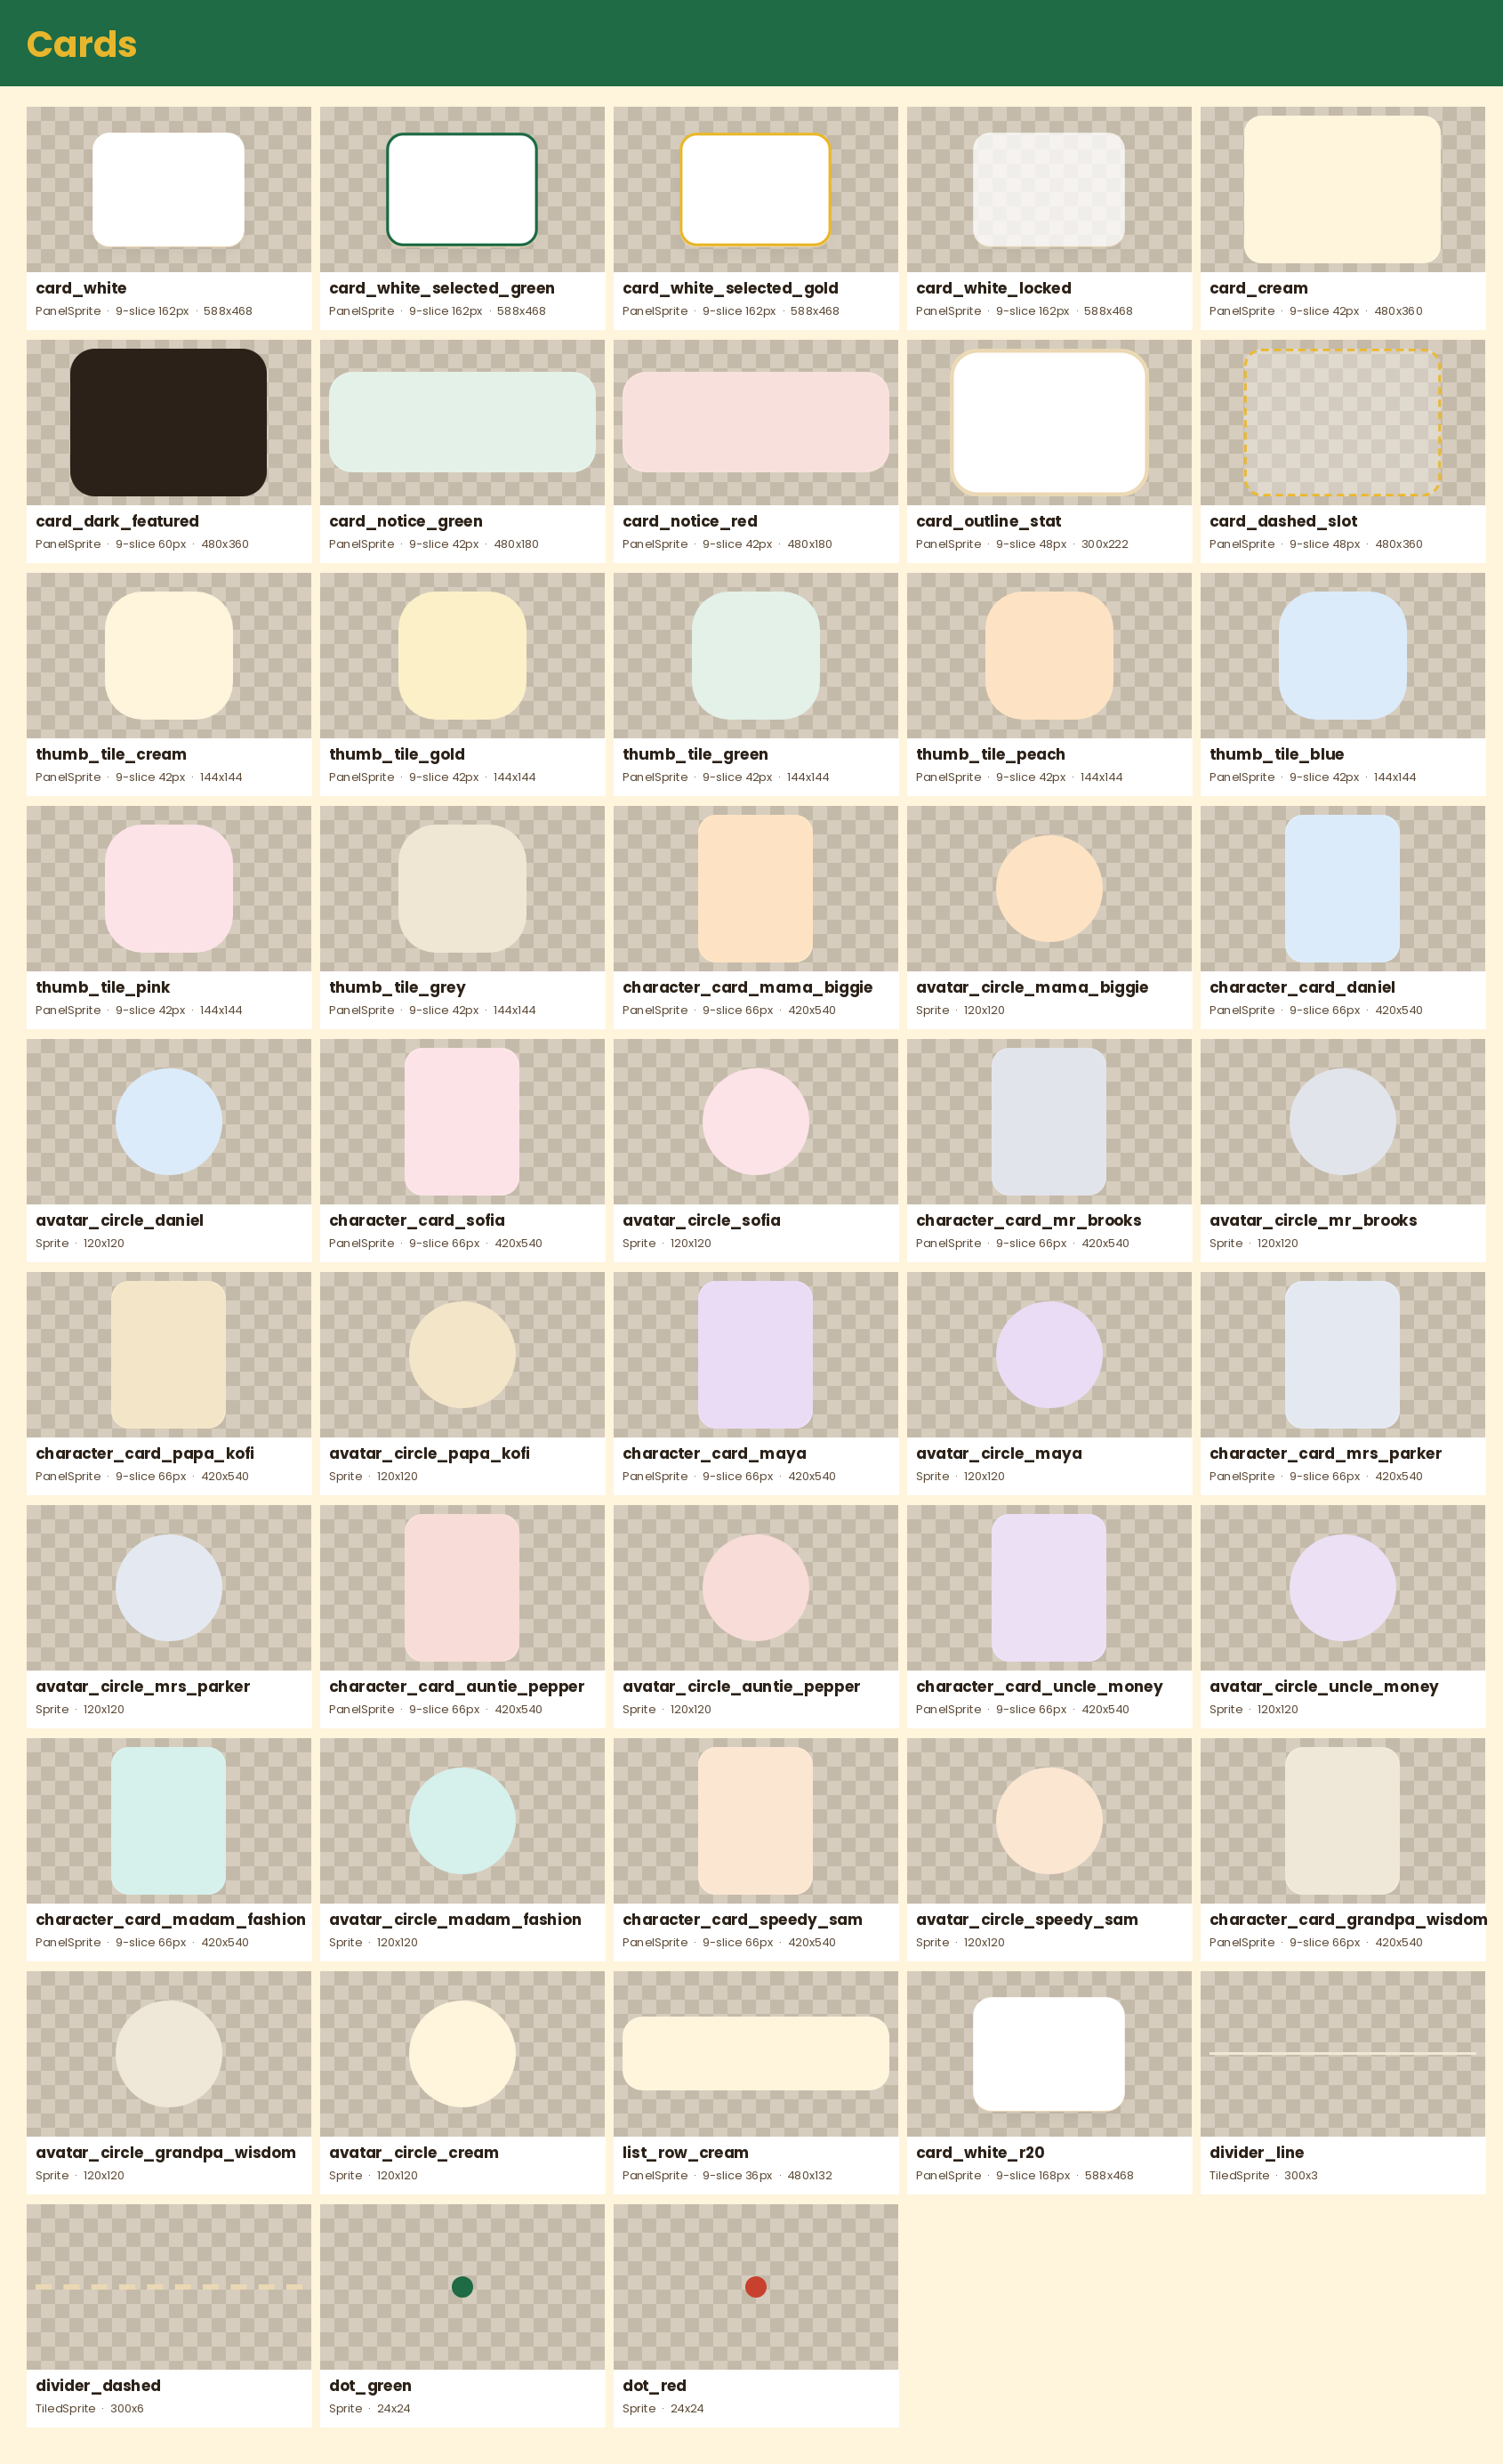 Cards
card_white
PanelSprite · 9-slice 162px · 588x468
card_white_selected_green
PanelSprite · 9-slice 162px · 588x468
card_white_selected_gold
PanelSprite · 9-slice 162px · 588x468
card_white_locked
PanelSprite · 9-slice 162px · 588x468
card_cream
PanelSprite · 9-slice 42px · 480x360
card_dark_featured
PanelSprite · 9-slice 60px · 480x360
card_notice_green
PanelSprite · 9-slice 42px · 480x180
card_notice_red
PanelSprite · 9-slice 42px · 480x180
card_outline_stat
PanelSprite · 9-slice 48px · 300x222
card_dashed_slot
PanelSprite · 9-slice 48px · 480x360
thumb_tile_cream
PanelSprite · 9-slice 42px · 144x144
thumb_tile_gold
PanelSprite · 9-slice 42px · 144x144
thumb_tile_green
PanelSprite · 9-slice 42px · 144x144
thumb_tile_peach
PanelSprite · 9-slice 42px · 144x144
thumb_tile_blue
PanelSprite · 9-slice 42px · 144x144
thumb_tile_pink
PanelSprite · 9-slice 42px · 144x144
thumb_tile_grey
PanelSprite · 9-slice 42px · 144x144
character_card_mama_biggie
PanelSprite · 9-slice 66px · 420x540
avatar_circle_mama_biggie
Sprite · 120x120
character_card_daniel
PanelSprite · 9-slice 66px · 420x540
avatar_circle_daniel
Sprite · 120x120
character_card_sofia
PanelSprite · 9-slice 66px · 420x540
avatar_circle_sofia
Sprite · 120x120
character_card_mr_brooks
PanelSprite · 9-slice 66px · 420x540
avatar_circle_mr_brooks
Sprite · 120x120
character_card_papa_kofi
PanelSprite · 9-slice 66px · 420x540
avatar_circle_papa_kofi
Sprite · 120x120
character_card_maya
PanelSprite · 9-slice 66px · 420x540
avatar_circle_maya
Sprite · 120x120
character_card_mrs_parker
PanelSprite · 9-slice 66px · 420x540
avatar_circle_mrs_parker
Sprite · 120x120
character_card_auntie_pepper
PanelSprite · 9-slice 66px · 420x540
avatar_circle_auntie_pepper
Sprite · 120x120
character_card_uncle_money
PanelSprite · 9-slice 66px · 420x540
avatar_circle_uncle_money
Sprite · 120x120
character_card_madam_fashion
PanelSprite · 9-slice 66px · 420x540
avatar_circle_madam_fashion
Sprite · 120x120
character_card_speedy_sam
PanelSprite · 9-slice 66px · 420x540
avatar_circle_speedy_sam
Sprite · 120x120
character_card_grandpa_wisdom
PanelSprite · 9-slice 66px · 420x540
avatar_circle_grandpa_wisdom
Sprite · 120x120
avatar_circle_cream
Sprite · 120x120
list_row_cream
PanelSprite · 9-slice 36px · 480x132
card_white_r20
PanelSprite · 9-slice 168px · 588x468
divider_line
TiledSprite · 300x3
divider_dashed
TiledSprite · 300x6
dot_green
Sprite · 24x24
dot_red
Sprite · 24x24